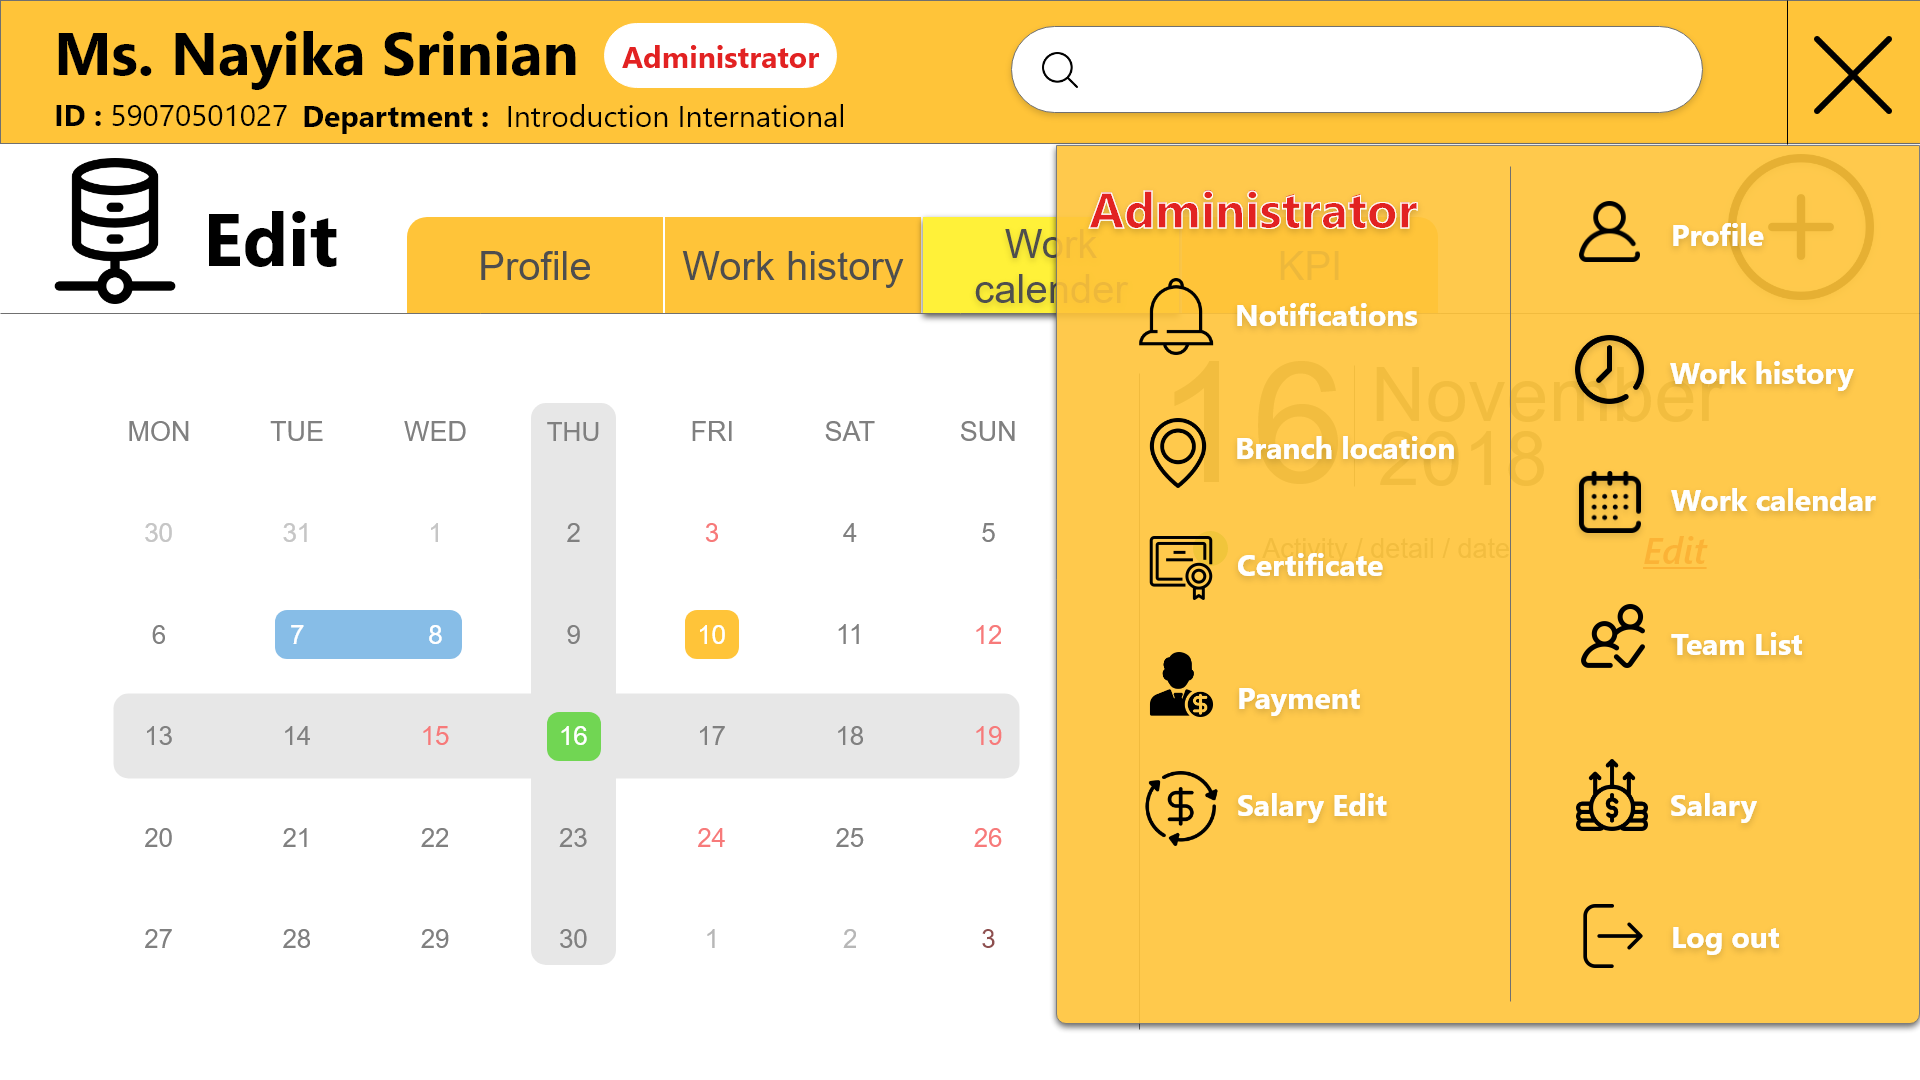 Ms. Nayika Srinian
Administrator
ID : 59070501027 Department : Introduction International
Edit
Profile
Work history
Work
calender
KPI
MON TUE WED THU FRI SAT SUN
30 31 1 2 3 4 5
6 7 8 9 10 11 12
13 14 15 16 17 18 19
20 21 22 23 24 25 26
27 28 29 30 1 2 3
16 November
2018
Activity / detail / date
Edit
Administrator
Notifications
Branch location
Certificate
Payment
Salary Edit
Profile
Work history
Work calendar
Team List
Salary
Log out